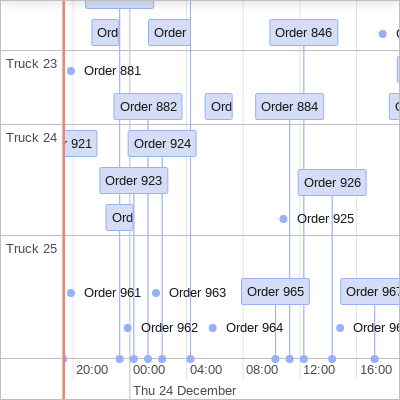 Ord Order Order 846
Truck 23
Order 881
Order 882 Ord Order 884
Truck 24
921 Order 924
Order 923 Order 926
Ord Order 925
Truck 25
Order 961 Order 963 Order 965 Order 967
Order 962 Order 964 Order
20:00 00:00 04:00 08:00 12:00 16:00
Thu 24 December